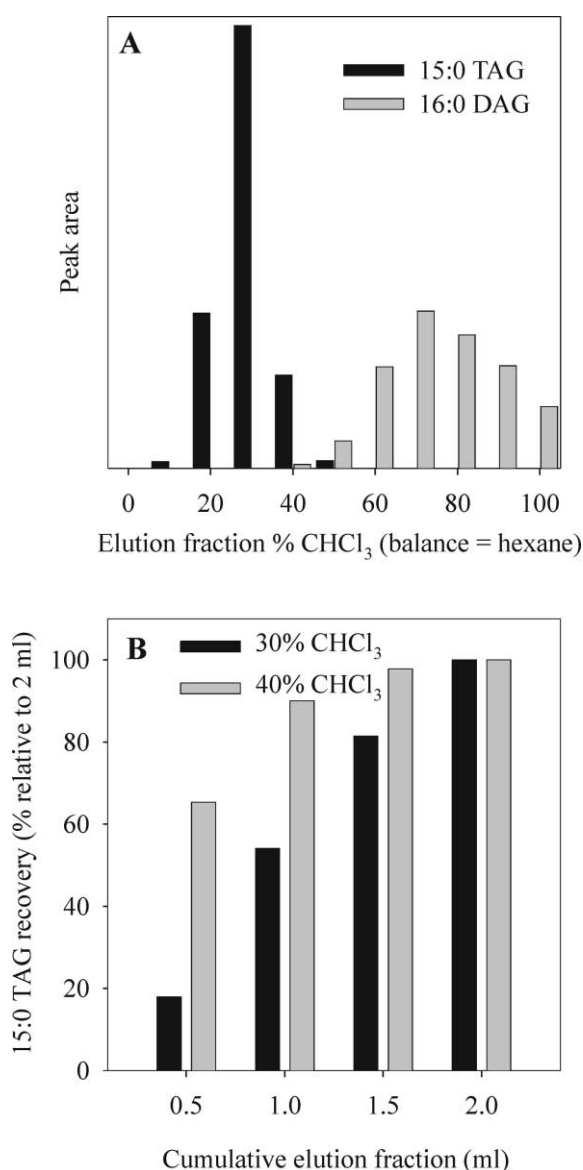 A
15:0 TAG
16:0 DAG
Peak area
0 20 40 60 80 100
Elution fraction % CHCl₃ (balance = hexane)
B
30% CHCl₃
40% CHCl₃
15:0 TAG recovery (% relative to 2 ml)
100
80
60
40
20
0
0.5 1.0 1.5 2.0
Cumulative elution fraction (ml)